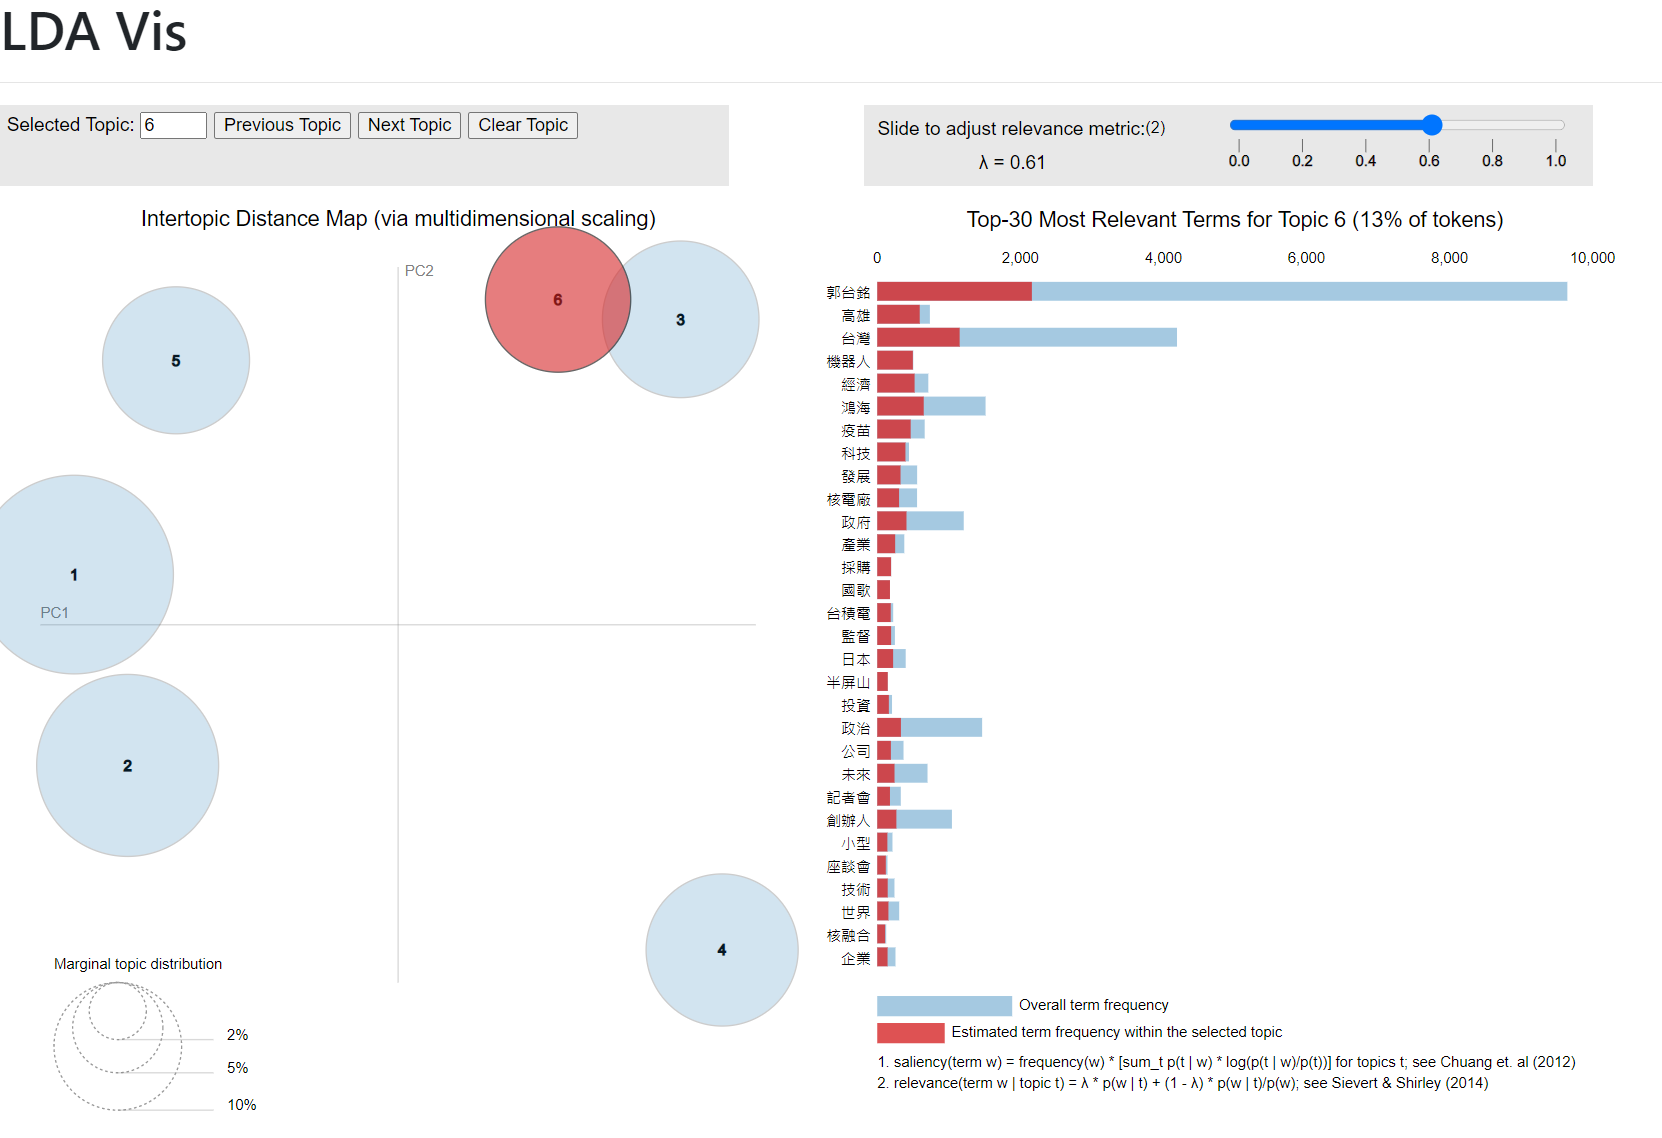 LDA Vis
Selected Topic: 6 Previous Topic Next Topic Clear Topic
Slide to adjust relevance metric:(2)
λ = 0.61
0.0 0.2 0.4 0.6 0.8 1.0
Intertopic Distance Map (via multidimensional scaling)
PC2
6
3
5
1
PC1
2
4
Marginal topic distribution
2%
5%
10%
Top-30 Most Relevant Terms for Topic 6 (13% of tokens)
0 2,000 4,000 6,000 8,000 10,000
郭台銘
高雄
台灣
機器人
經濟
鴻海
疫苗
科技
發展
核電廠
政府
產業
採購
國歌
台積電
監督
日本
半屏山
投資
政治
公司
未來
記者會
創辦人
小型
座談會
技術
世界
核融合
企業
Overall term frequency
Estimated term frequency within the selected topic
1. saliency(term w) = frequency(w) * [sum_t p(t | w) * log(p(t | w)/p(t))] for topics t; see Chuang et. al (2012)
2. relevance(term w | topic t) = λ * p(w | t) + (1 - λ) * p(w | t)/p(w); see Sievert & Shirley (2014)